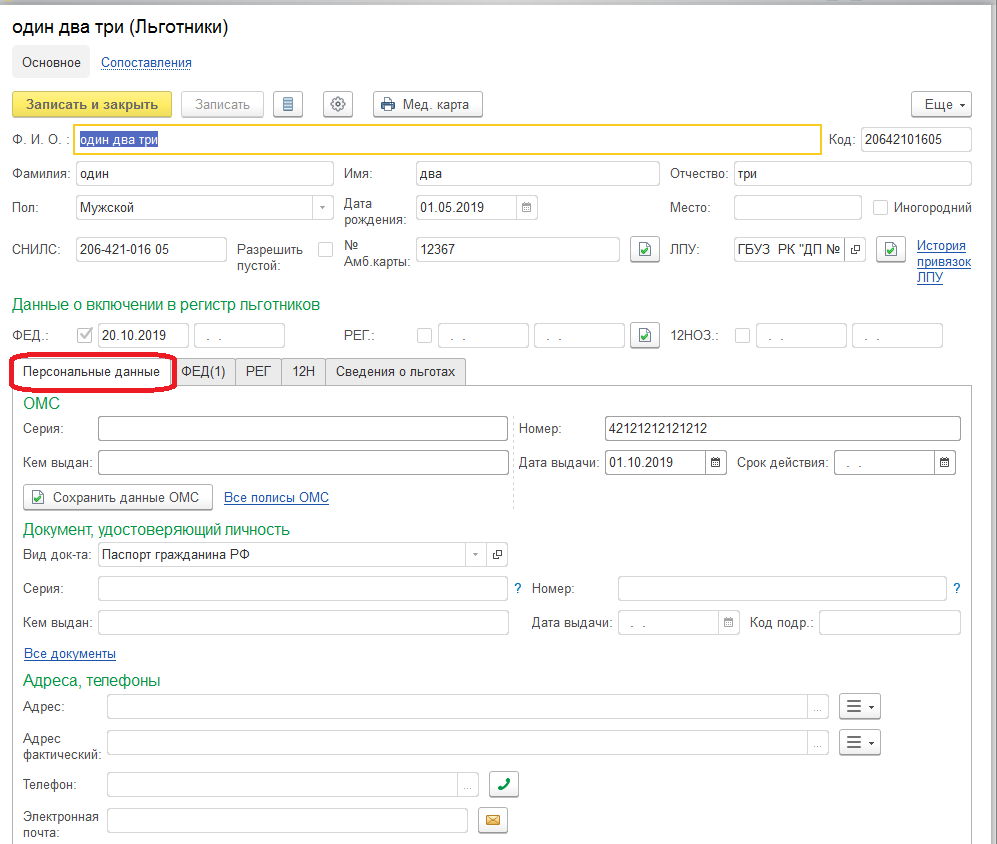 один два три (Льготники)
Основное Сопоставления
Записать и закрыть Записать Мед. карта Еще
Ф. И. О. : один два три Код: 20642101605
Фамилия: один Имя: два Отчество: три
Пол: Мужской Дата рождения: 01.05.2019 Место: Иногородний
СНИЛС: 206-421-016 05 Разрешить пустой: № Амб.карты: 12367 ЛПУ: ГБУЗ РК "ДП № История привязок ЛПУ
Данные о включении в регистр льготников
ФЕД.: 20.10.2019 . . РЕГ.: . . . . 12НОЗ.: . . . .
Персональные данные ФЕД(1) РЕГ 12Н Сведения о льготах
ОМС
Серия: Номер: 42121212121212
Кем выдан: Дата выдачи: 01.10.2019 Срок действия: . .
Сохранить данные ОМС Все полисы ОМС
Документ, удостоверяющий личность
Вид док-та: Паспорт гражданина РФ
Серия: ? Номер: ?
Кем выдан: Дата выдачи: . . Код подр.:
Все документы
Адреса, телефоны
Адрес: ...
Адрес фактический: ...
Телефон: ...
Электронная почта: